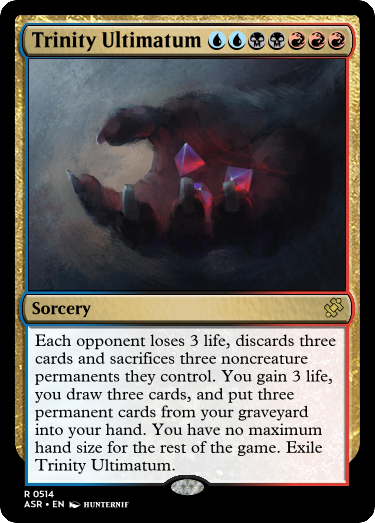 Trinity Ultimatum
Sorcery
Each opponent loses 3 life, discards three
cards and sacrifices three noncreature
permanents they control. You gain 3 life,
you draw three cards, and put three
permanent cards from your graveyard
into your hand. You have no maximum
hand size for the rest of the game. Exile
Trinity Ultimatum.
R 0514
ASR • EN HUNTERNIF